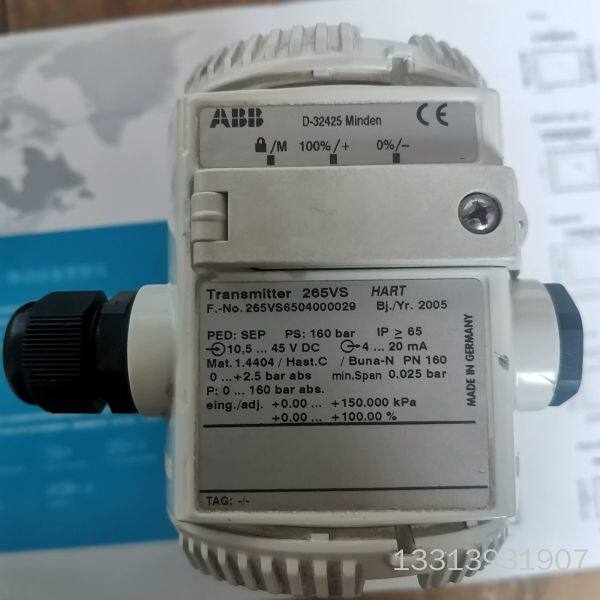 ABB D-32425 Minden CE
/M 100%/+ 0%/-
Transmitter 265VS HART
F.-No. 265VS6504000029 Bj./Yr. 2005
PED: SEP PS: 160 bar IP ≥ 65
10,5 ... 45 V DC 4 ... 20 mA
Mat. 1.4404 / Hast.C / Buna-N PN 160
0 ... +2.5 bar abs min.Span 0.025 bar
P: 0 ... 160 bar abs.
eing./adj. +0.00 ... +150.000 kPa
+0.00 ... +100.00 %
TAG: -/-
MADE IN GERMANY
13313931907